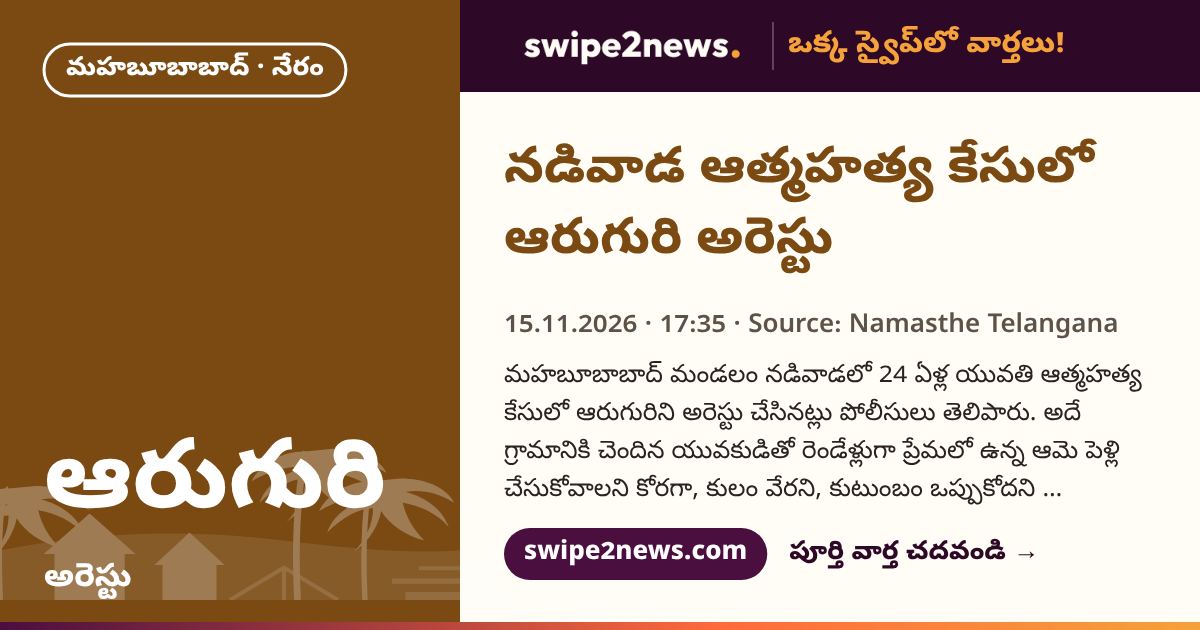 మహబూబాబాద్ · నేరం
ఆరుగురి
అరెస్టు
swipe2news.
ఒక్క స్వైప్‌లో వార్తలు!
నడివాడ ఆత్మహత్య కేసులో
ఆరుగురి అరెస్టు
15.11.2026 · 17:35 · Source: Namasthe Telangana
మహబూబాబాద్ మండలం నడివాడలో 24 ఏళ్ల యువతి ఆత్మహత్య
కేసులో ఆరుగురిని అరెస్టు చేసినట్లు పోలీసులు తెలిపారు. అదే
గ్రామానికి చెందిన యువకుడితో రెండేళ్లుగా ప్రేమలో ఉన్న ఆమె పెళ్లి
చేసుకోవాలని కోరగా, కులం వేరని, కుటుంబం ఒప్పుకోదని ...
swipe2news.com
పూర్తి వార్త చదవండి →